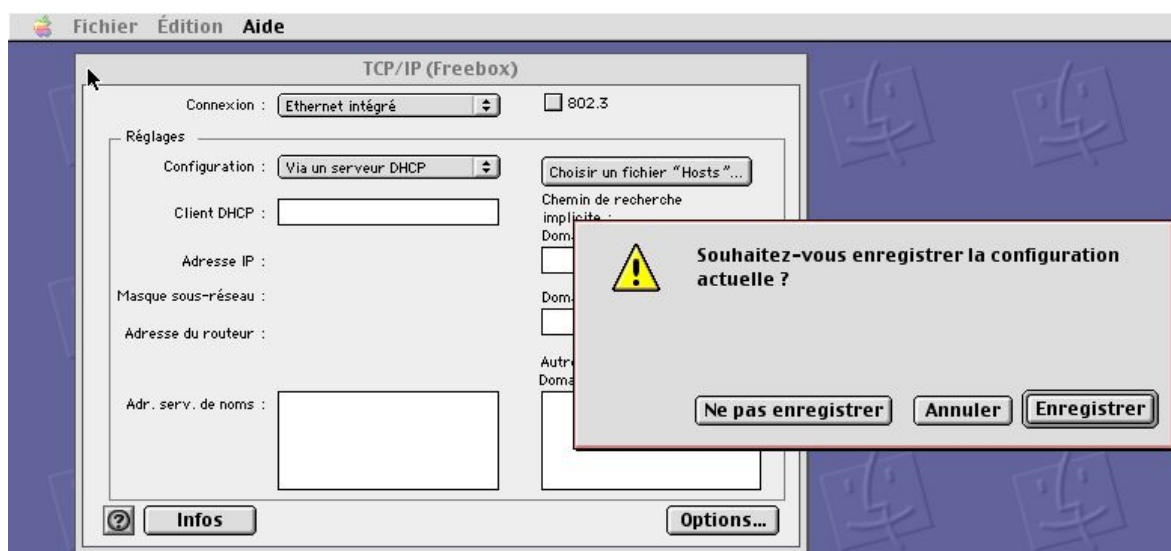 Fichier Édition Aide
TCP/IP (Freebox)
Connexion : Ethernet intégré 802.3
Réglages
Configuration : Via un serveur DHCP
Choisir un fichier "Hosts"...
Client DHCP :
Chemin de recherche
implicite :
Adresse IP :
Masque sous-réseau :
Adresse du routeur :
Adr. serv. de noms :
Souhaitez-vous enregistrer la configuration
actuelle ?
Ne pas enregistrer Annuler Enregistrer
? Infos Options...